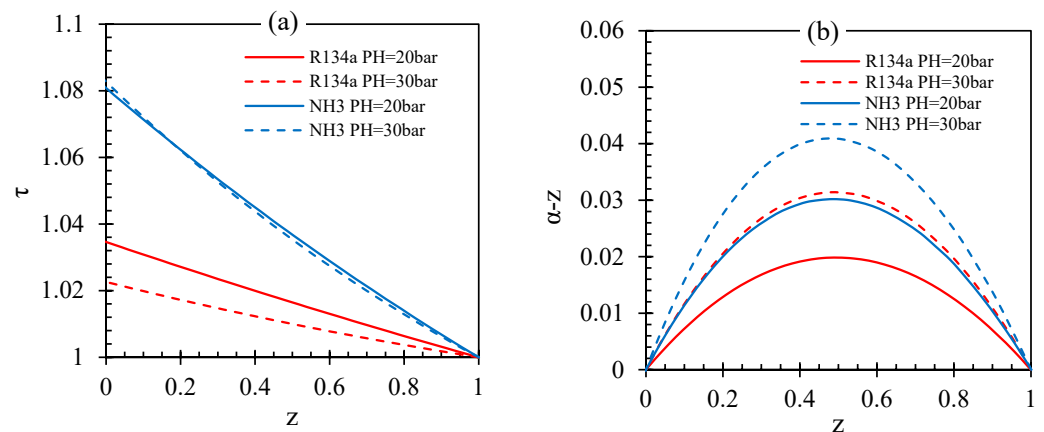 (a)
1.1
1.08
1.06
1.04
1.02
1
τ
R134a PH=20bar
R134a PH=30bar
NH3 PH=20bar
NH3 PH=30bar
0 0.2 0.4 0.6 0.8 1
z
(b)
0.06
0.05
0.04
0.03
0.02
0.01
0
α-z
R134a PH=20bar
R134a PH=30bar
NH3 PH=20bar
NH3 PH=30bar
0 0.2 0.4 0.6 0.8 1
z